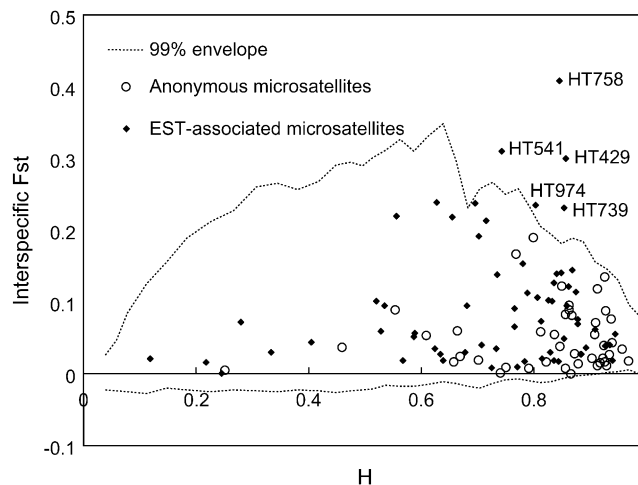 0.5
99% envelope
0.4
HT758
Anonymous microsatellites
EST-associated microsatellites
0.3
HT541
HT429
HT974
0.2
HT739
Interspecific Fst
0.1
0
0
0.2
0.4
0.6
0.8
-0.1
H